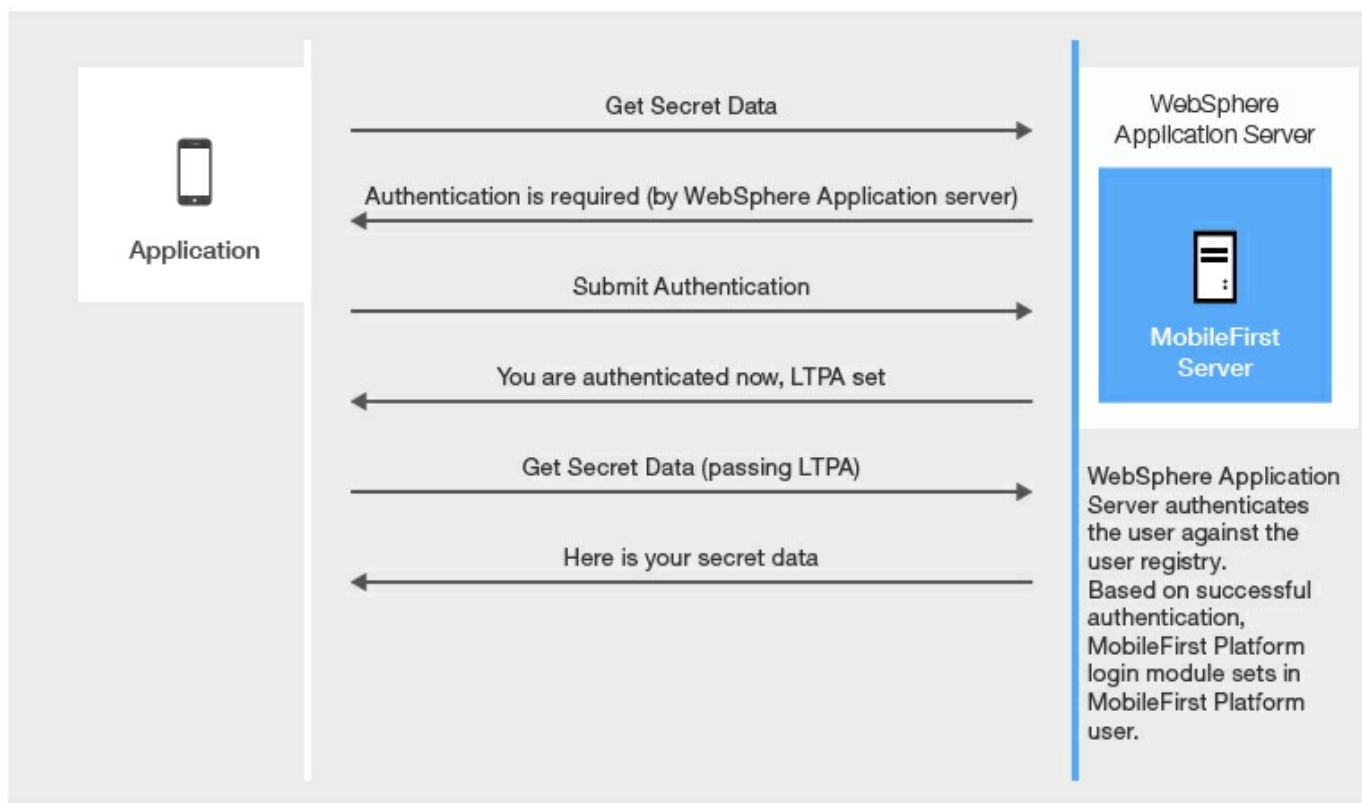 Application
Get Secret Data
Authentication is required (by WebSphere Application server)
Submit Authentication
You are authenticated now, LTPA set
Get Secret Data (passing LTPA)
Here is your secret data
WebSphere
Application Server
MobileFirst
Server
WebSphere Application
Server authenticates
the user against the
user registry.
Based on successful
authentication,
MobileFirst Platform
login module sets in
MobileFirst Platform
user.